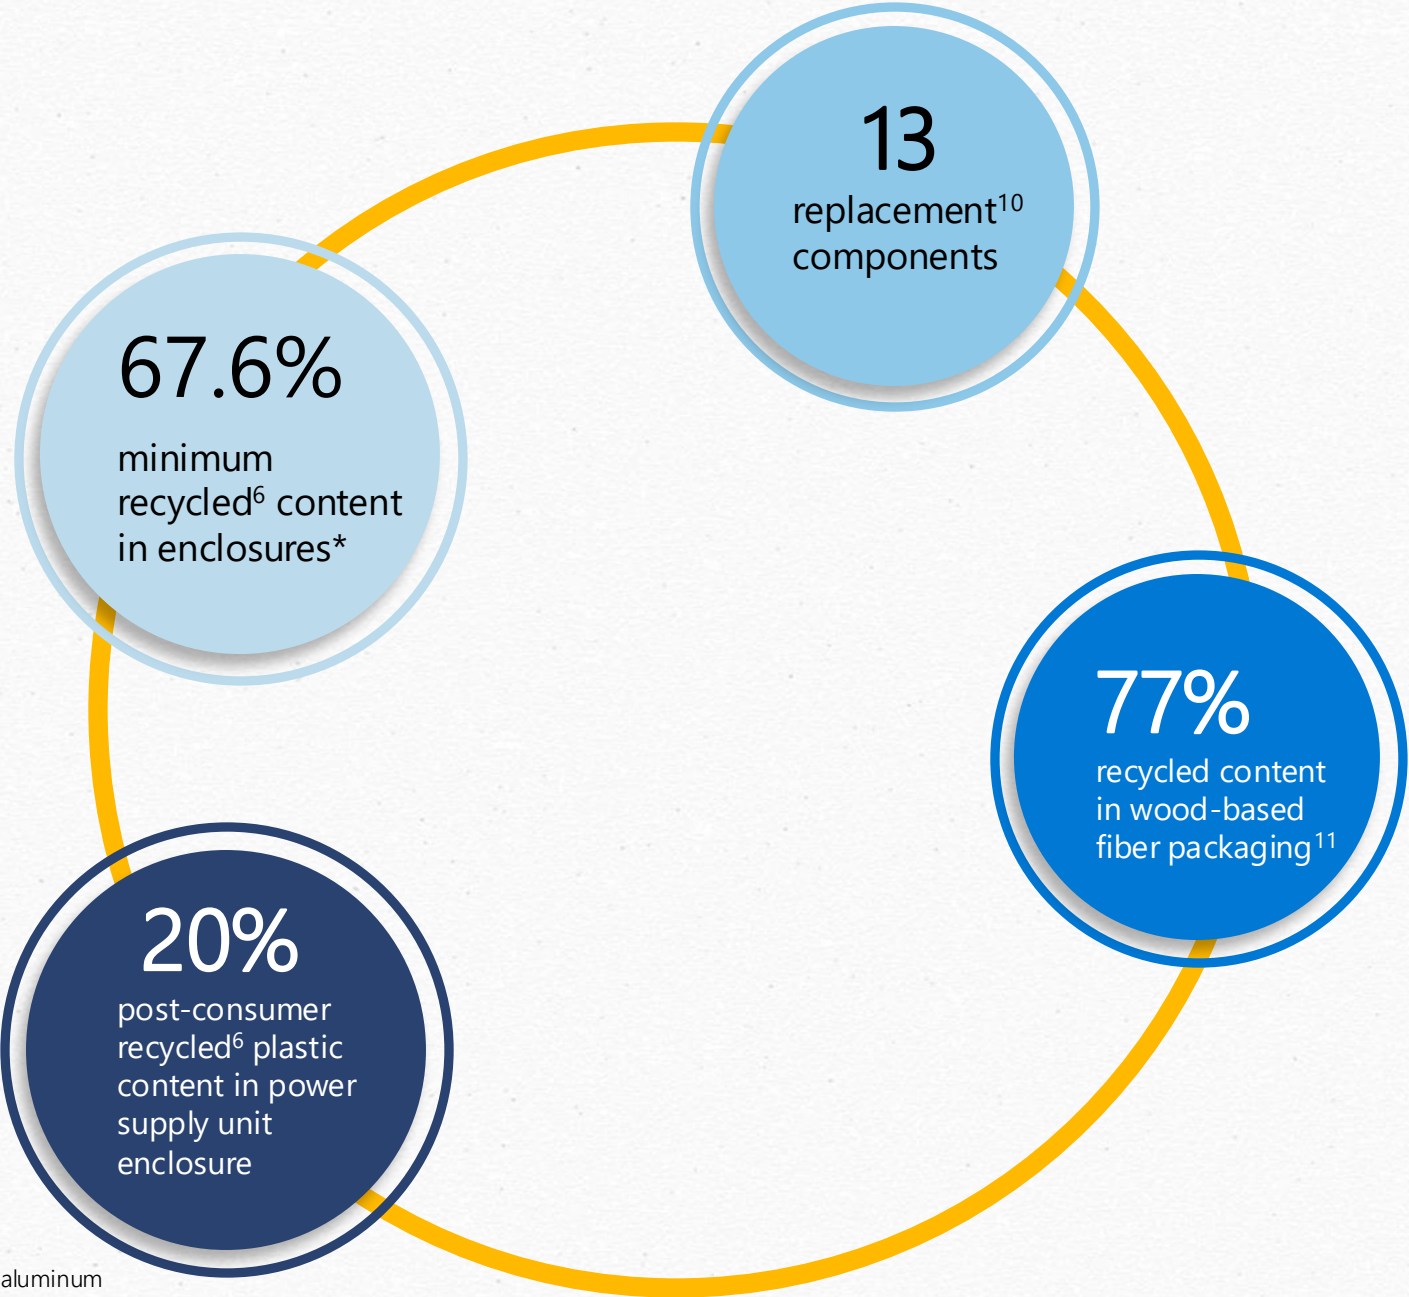 13
replacement¹⁰
components
67.6%
minimum
recycled⁶ content
in enclosures*
77%
recycled content
in wood-based
fiber packaging¹¹
20%
post-consumer
recycled⁶ plastic
content in power
supply unit
enclosure
aluminum